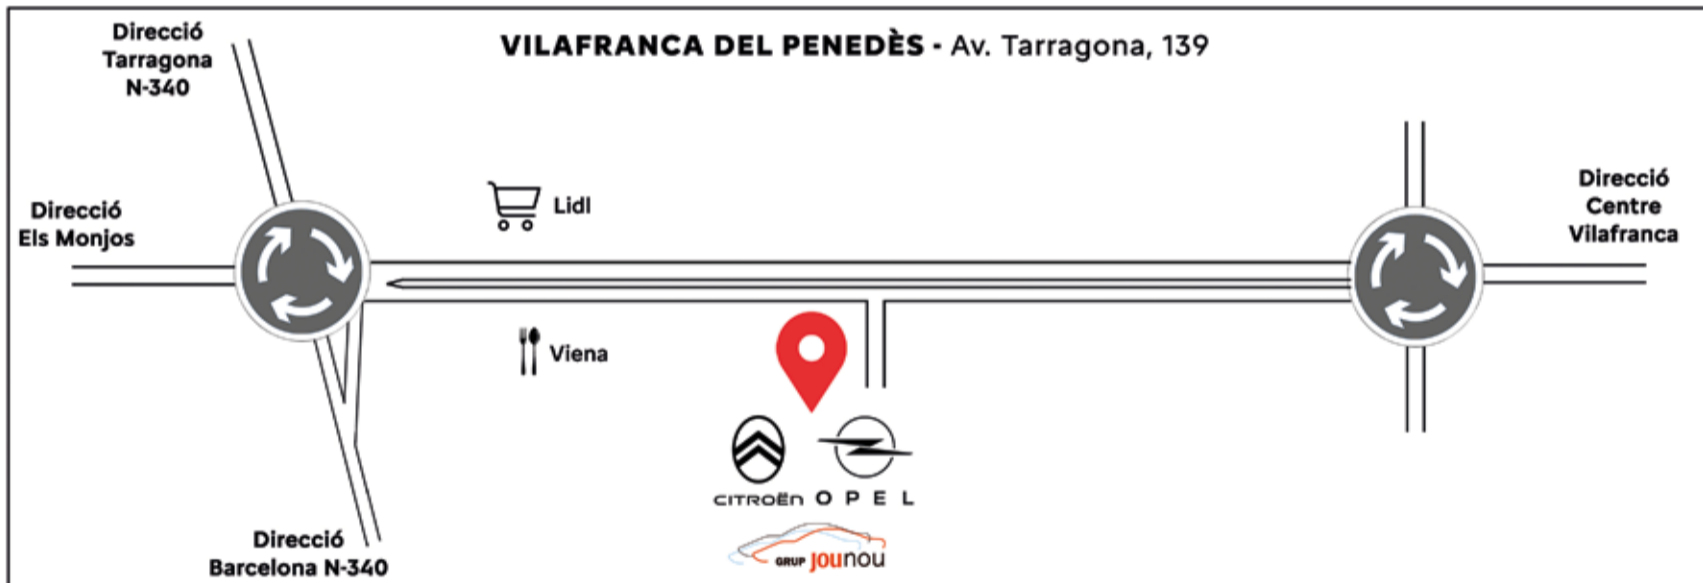 VILAFRANCA DEL PENEDÈS - Av. Tarragona, 139
Direcció
Tarragona
N-340
Direcció
Els Monjos
Lidl
Direcció
Centre
Vilafranca
Viena
CITROËN OPEL
GRUP jounou
Direcció
Barcelona N-340